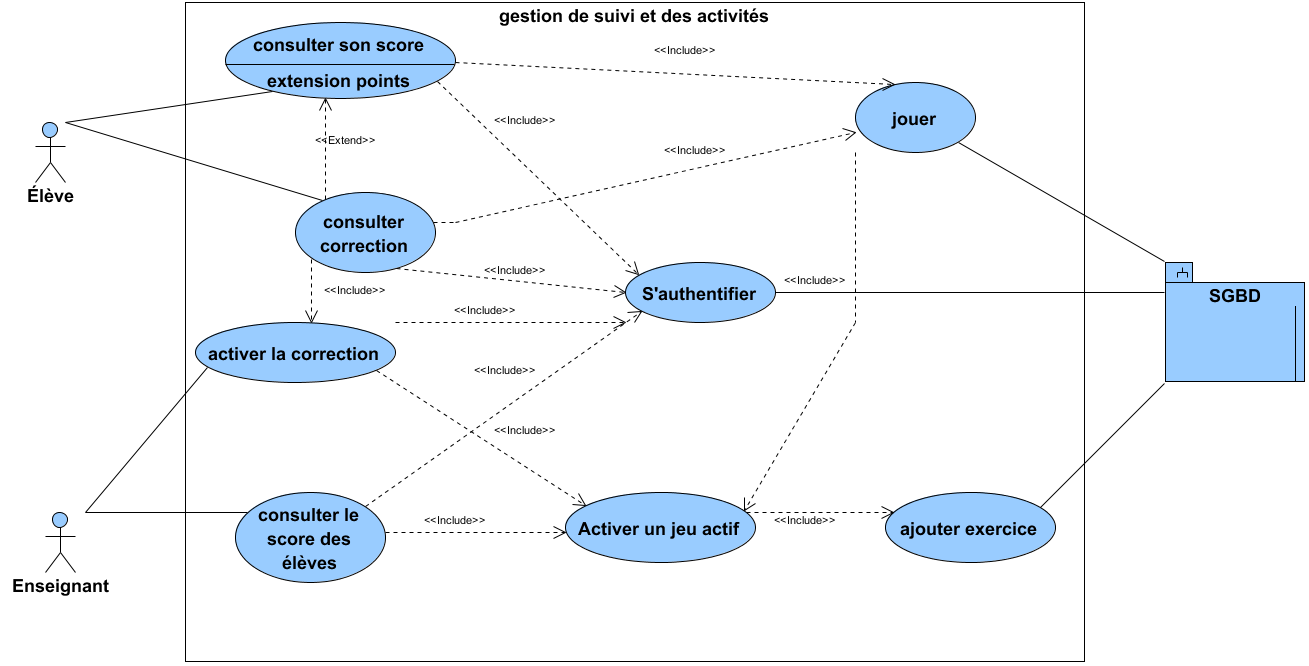 gestion de suivi et des activités
consulter son score
extension points
<<Include>>
jouer
<<Include>>
<<Extend>>
<<Include>>
Élève
consulter
correction
<<Include>>
<<Include>>
S'authentifier
<<Include>>
SGBD
<<Include>>
<<Include>>
activer la correction
<<Include>>
<<Include>>
consulter le
score des
élèves
<<Include>>
Activer un jeu actif
<<Include>>
ajouter exercice
Enseignant